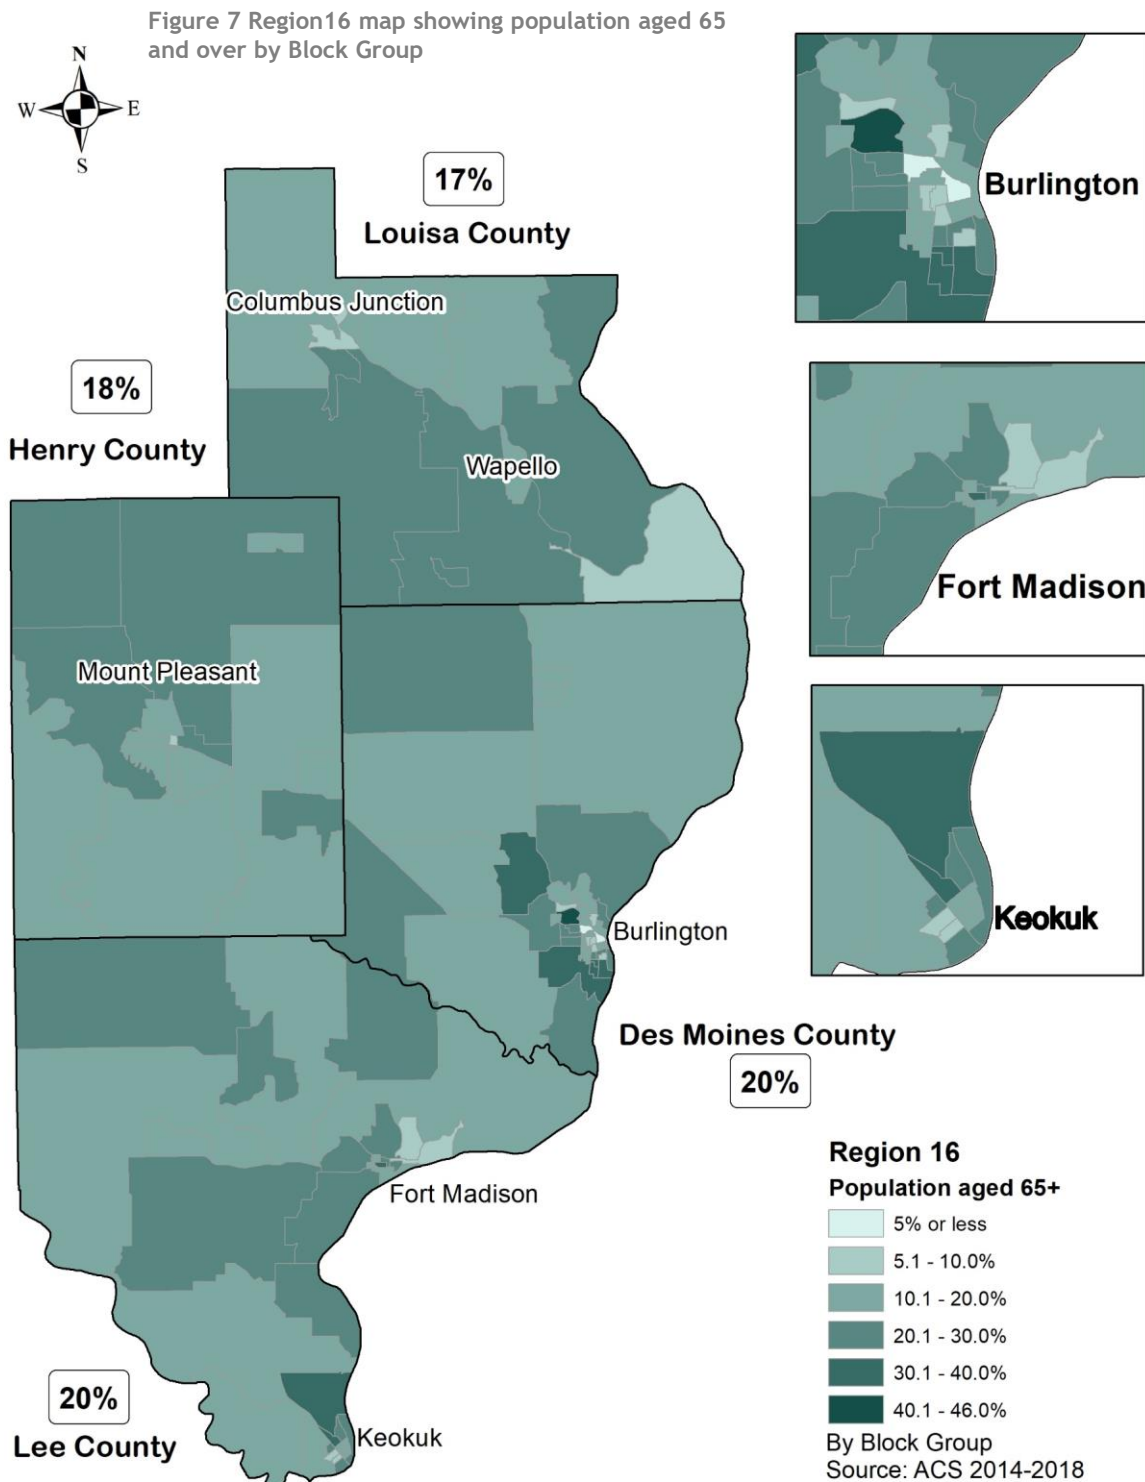 Figure 7 Region16 map showing population aged 65
and over by Block Group
N
W
E
S
17%
Louisa County
Columbus Junction
18%
Henry County
Wapello
Mount Pleasant
Burlington
Des Moines County
20%
Fort Madison
20%
Lee County
Keokuk
Burlington
Fort Madison
Keokuk
Region 16
Population aged 65+
5% or less
5.1 - 10.0%
10.1 - 20.0%
20.1 - 30.0%
30.1 - 40.0%
40.1 - 46.0%
By Block Group
Source: ACS 2014-2018